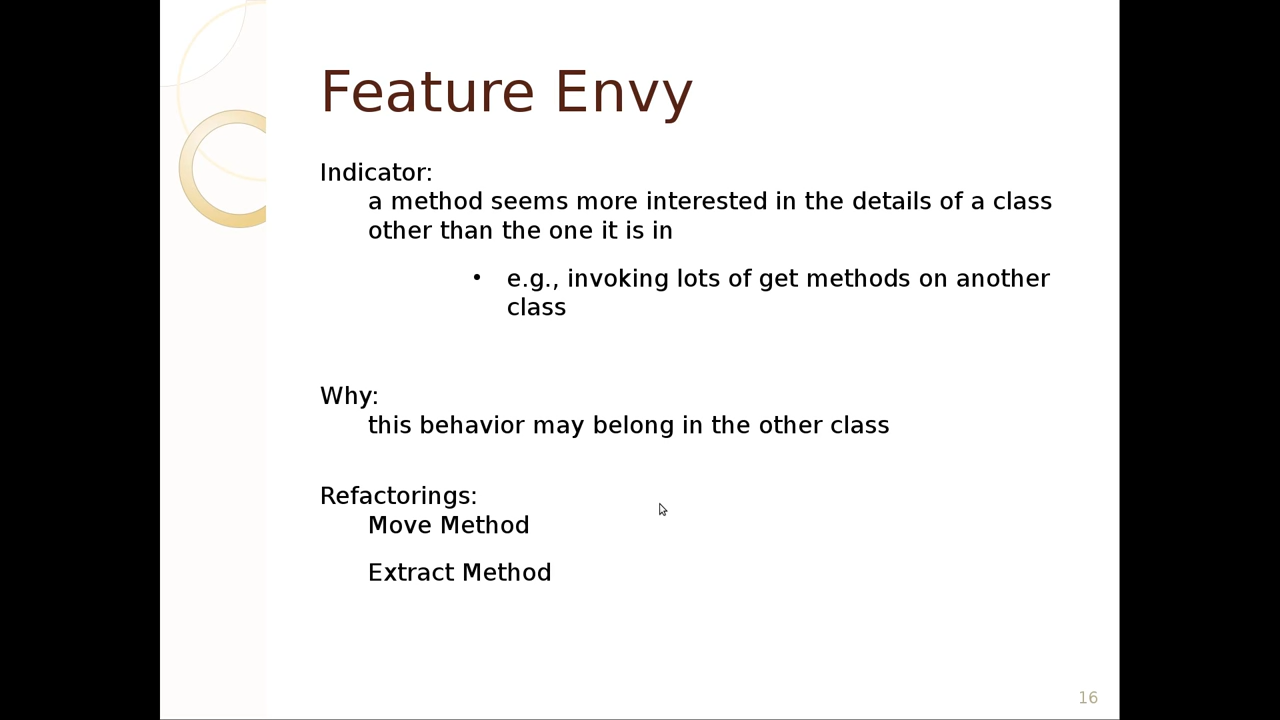 Feature Envy
Indicator:
a method seems more interested in the details of a class
other than the one it is in
• e.g., invoking lots of get methods on another
class
Why:
this behavior may belong in the other class
Refactorings:
Move Method
Extract Method
16